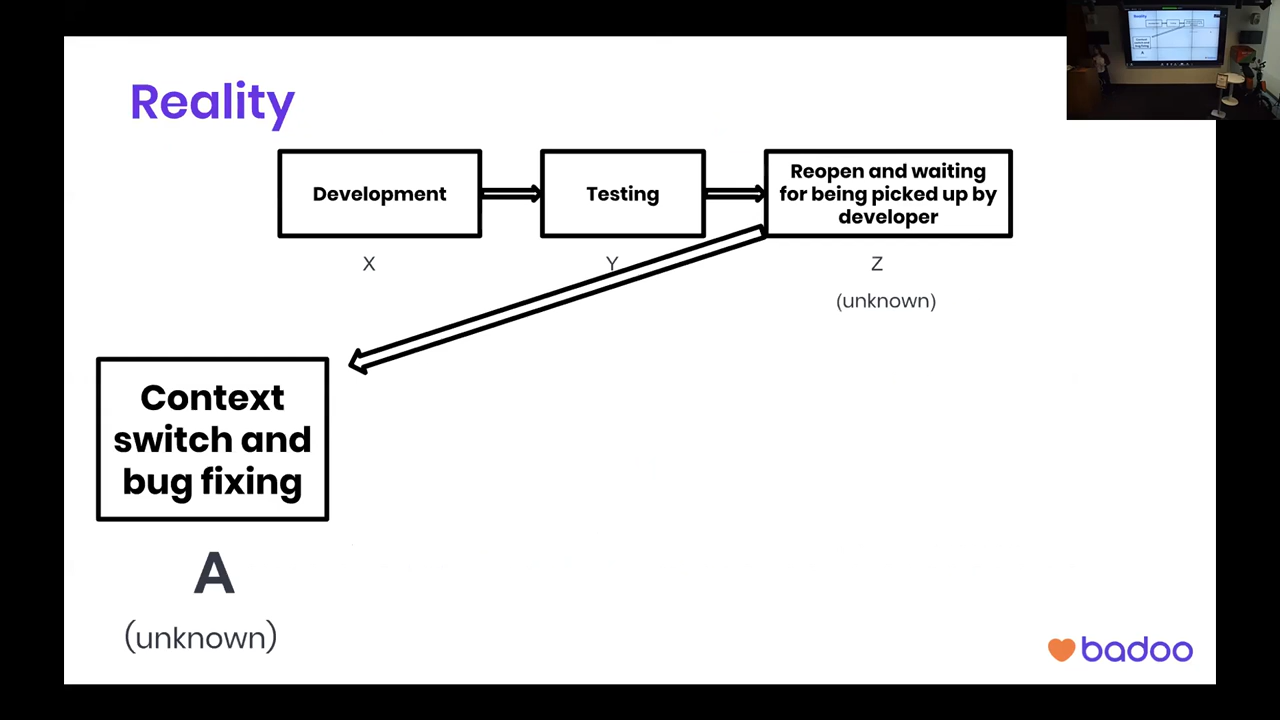 Reality
Development
Testing
Reopen and waiting
for being picked up by
developer
X
Y
Z
(unknown)
Context
switch and
bug fixing
A
(unknown)
badoo